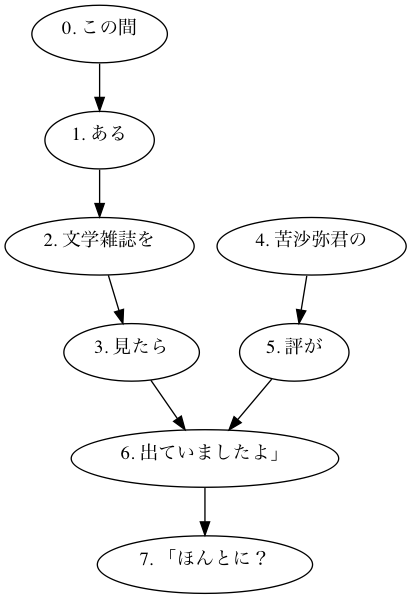 0. この間
1. ある
2. 文学雑誌を
4. 苦沙弥君の
3. 見たら
5. 評が
6. 出ていましたよ」
7. 「ほんとに？